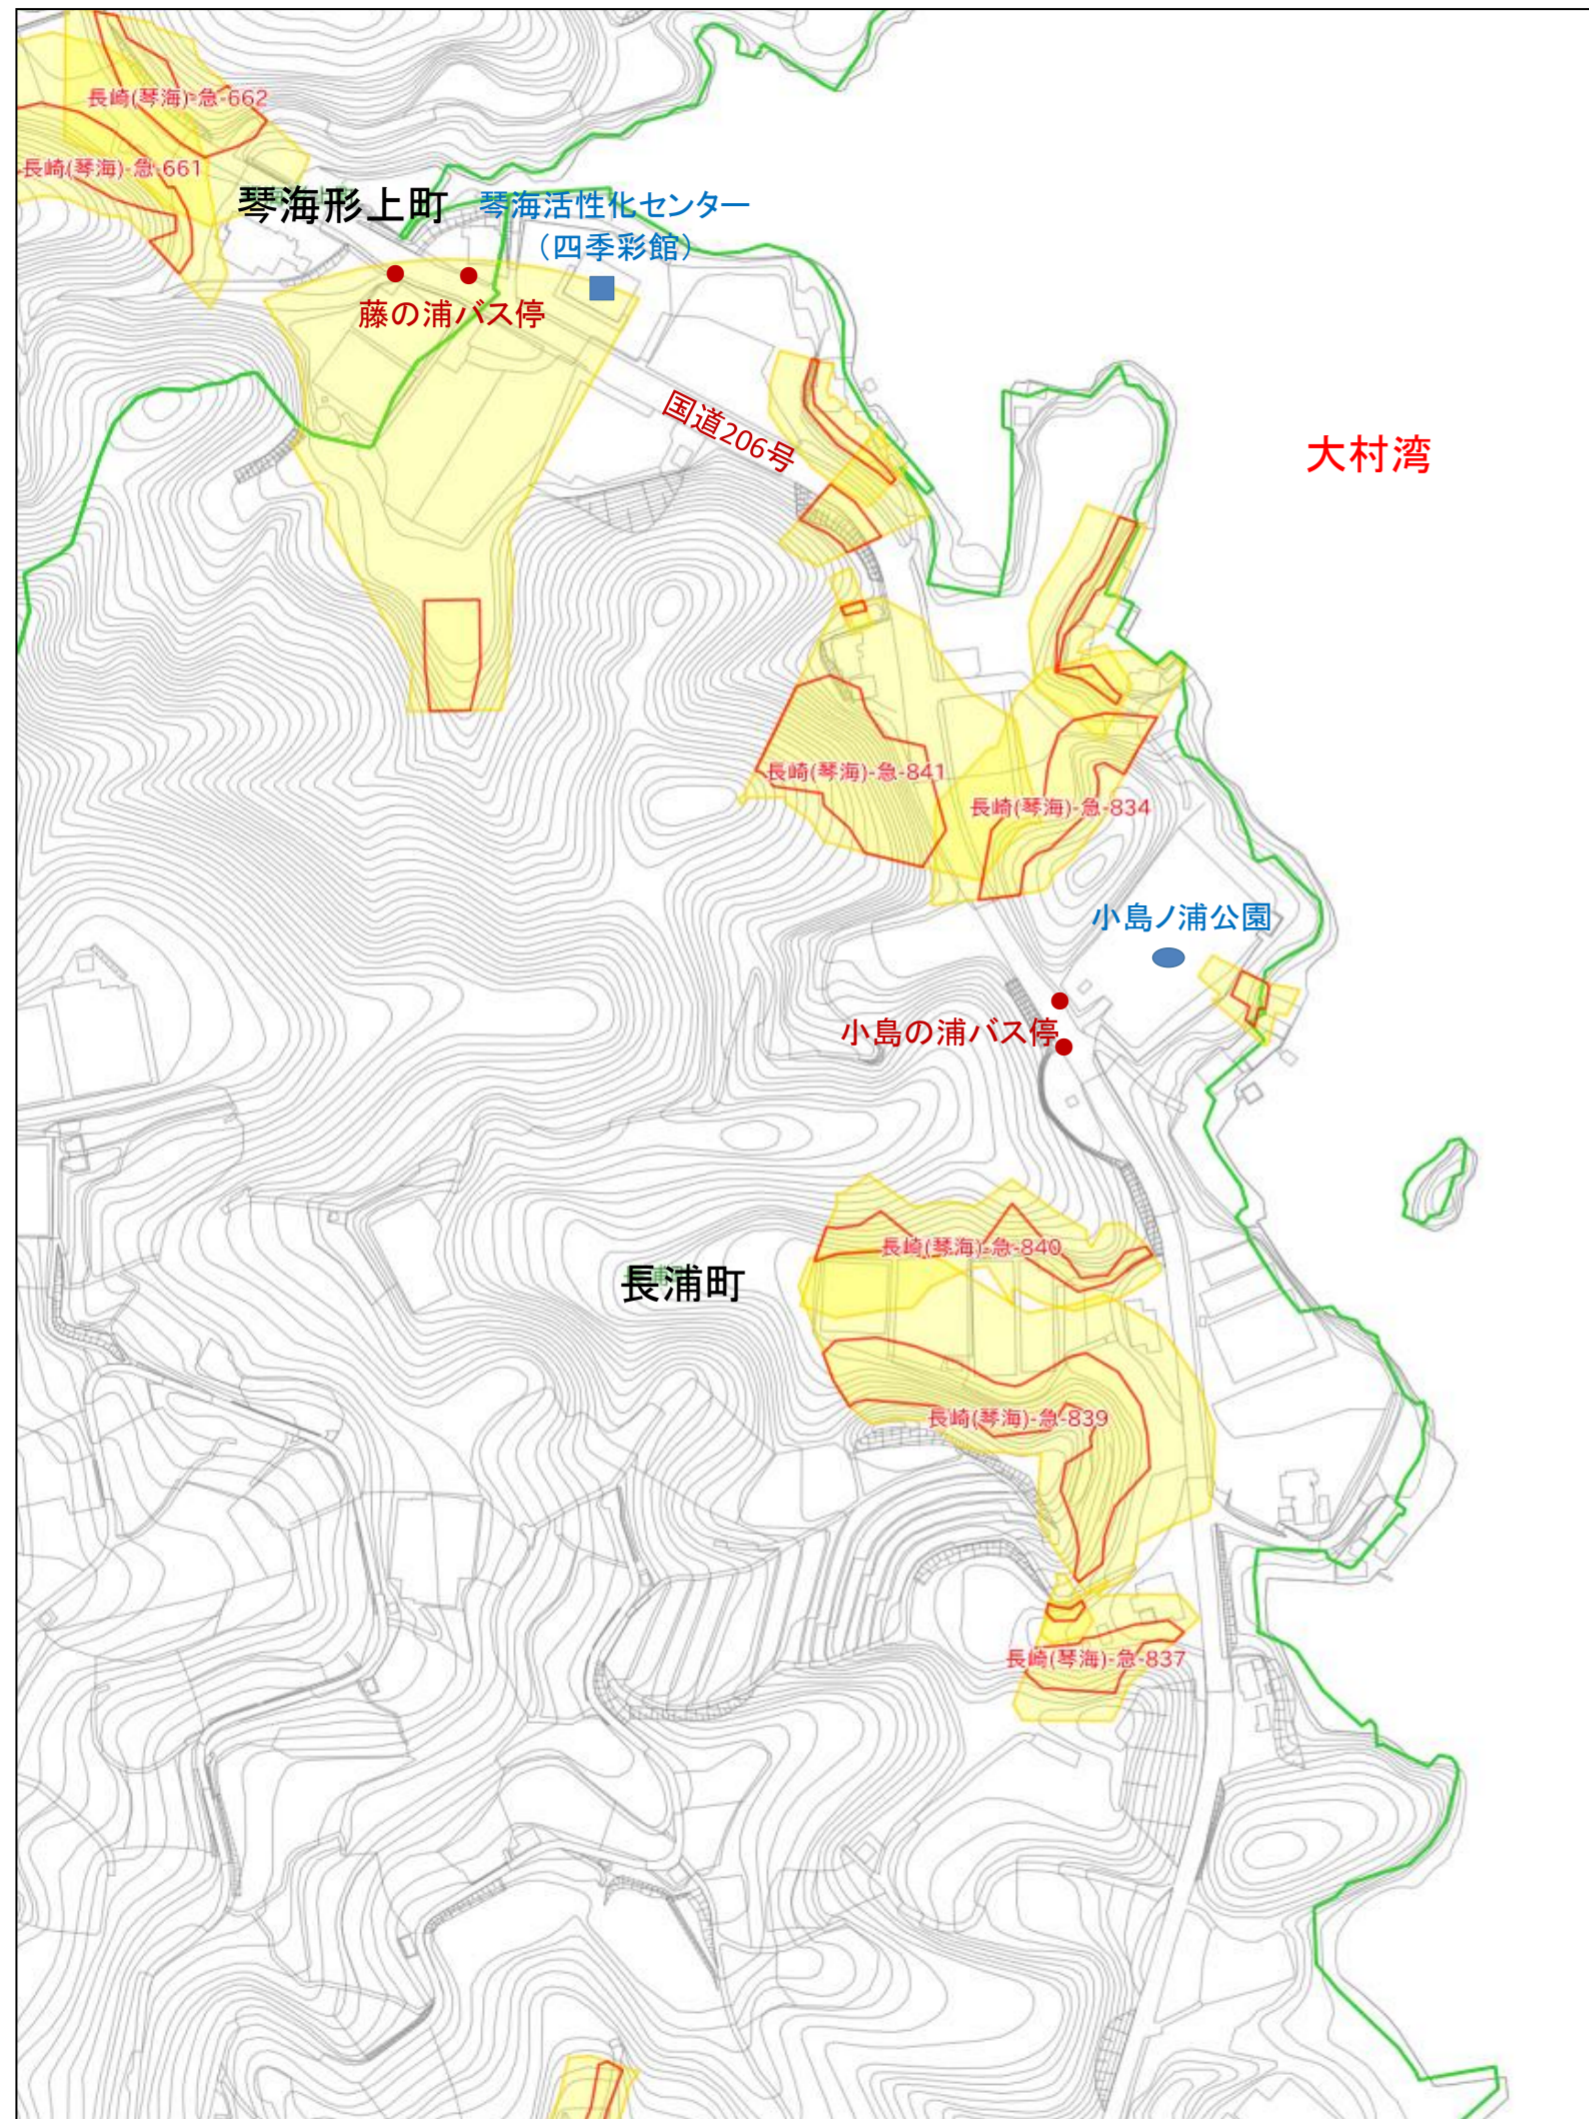 長崎(琴海)-急-662
長崎(琴海)-急-661
琴海形上町
琴海活性化センター
（四季彩館）
藤の浦バス停
国道206号
大村湾
長崎(琴海)-急-841
長崎(琴海)-急-834
小島ノ浦公園
小島の浦バス停
長崎(琴海)-急-840
長浦町
長崎(琴海)-急-839
長崎(琴海)-急-837